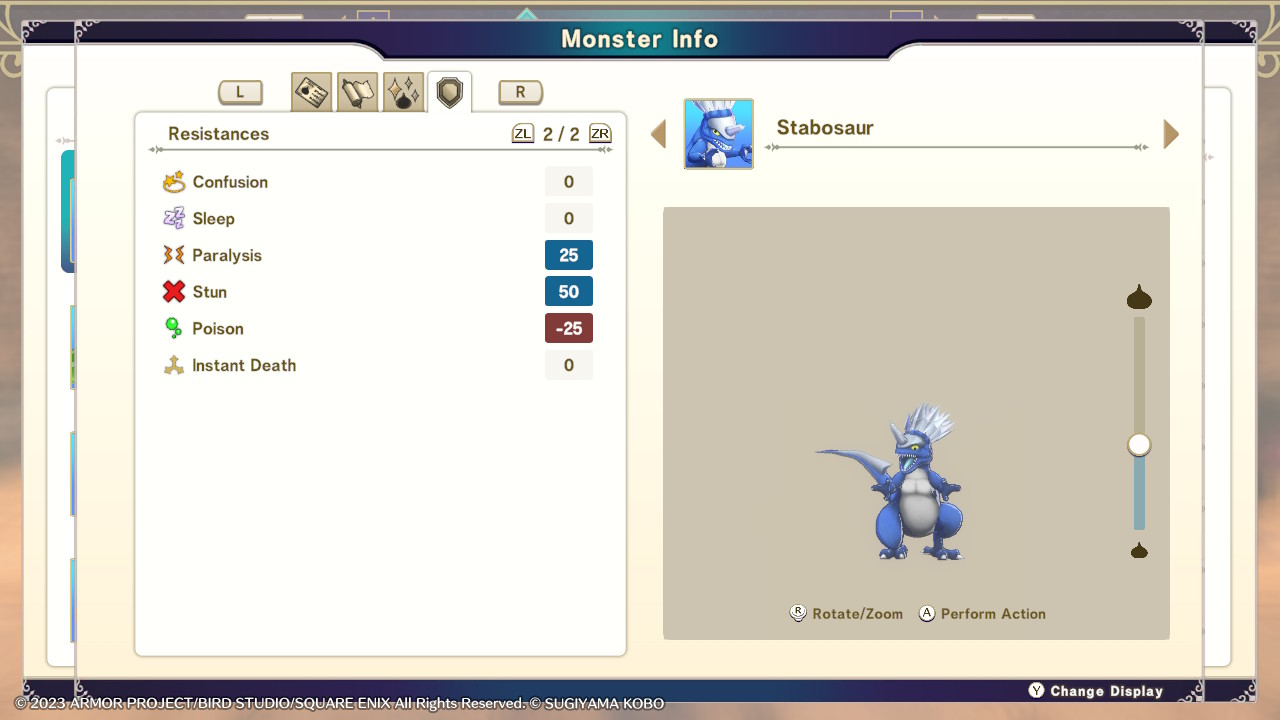 Monster Info
L
R
Resistances
ZL 2 / 2 ZR
Stabosaur
Confusion 0
Sleep 0
Paralysis 25
Stun 50
Poison -25
Instant Death 0
R Rotate/Zoom A Perform Action
Y Change Display
© 2023 ARMOR PROJECT/BIRD STUDIO/SQUARE ENIX All Rights Reserved. © SUGIYAMA KOBO